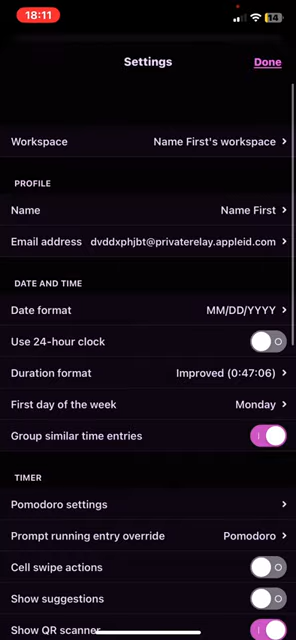 18:11
14
Settings
Done
Workspace
Name First's workspace
PROFILE
Name
Name First
Email address
dvddxphjbt@privaterelay.appleid.com
DATE AND TIME
Date format
MM/DD/YYYY
Use 24-hour clock
Duration format
Improved (0:47:06)
First day of the week
Monday
Group similar time entries
TIMER
Pomodoro settings
Prompt running entry override
Pomodoro
Cell swipe actions
Show suggestions
Show QR scanner